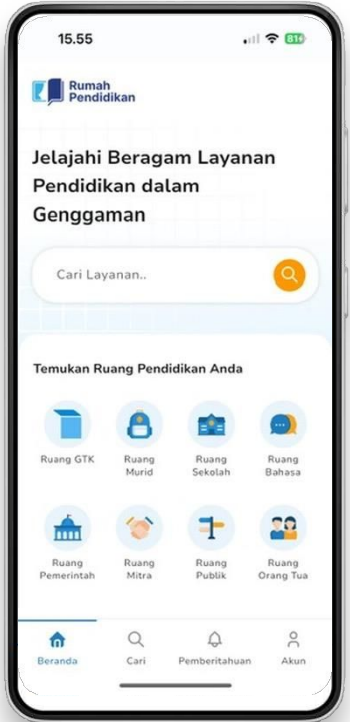 15.55
81
Rumah
Pendidikan
Jelajahi Beragam Layanan
Pendidikan dalam
Genggaman
Cari Layanan..
Temukan Ruang Pendidikan Anda
Ruang GTK
Ruang
Murid
Ruang
Sekolah
Ruang
Bahasa
Ruang
Pemerintah
Ruang
Mitra
Ruang
Publik
Ruang
Orang Tua
Beranda
Cari
Pemberitahuan
Akun